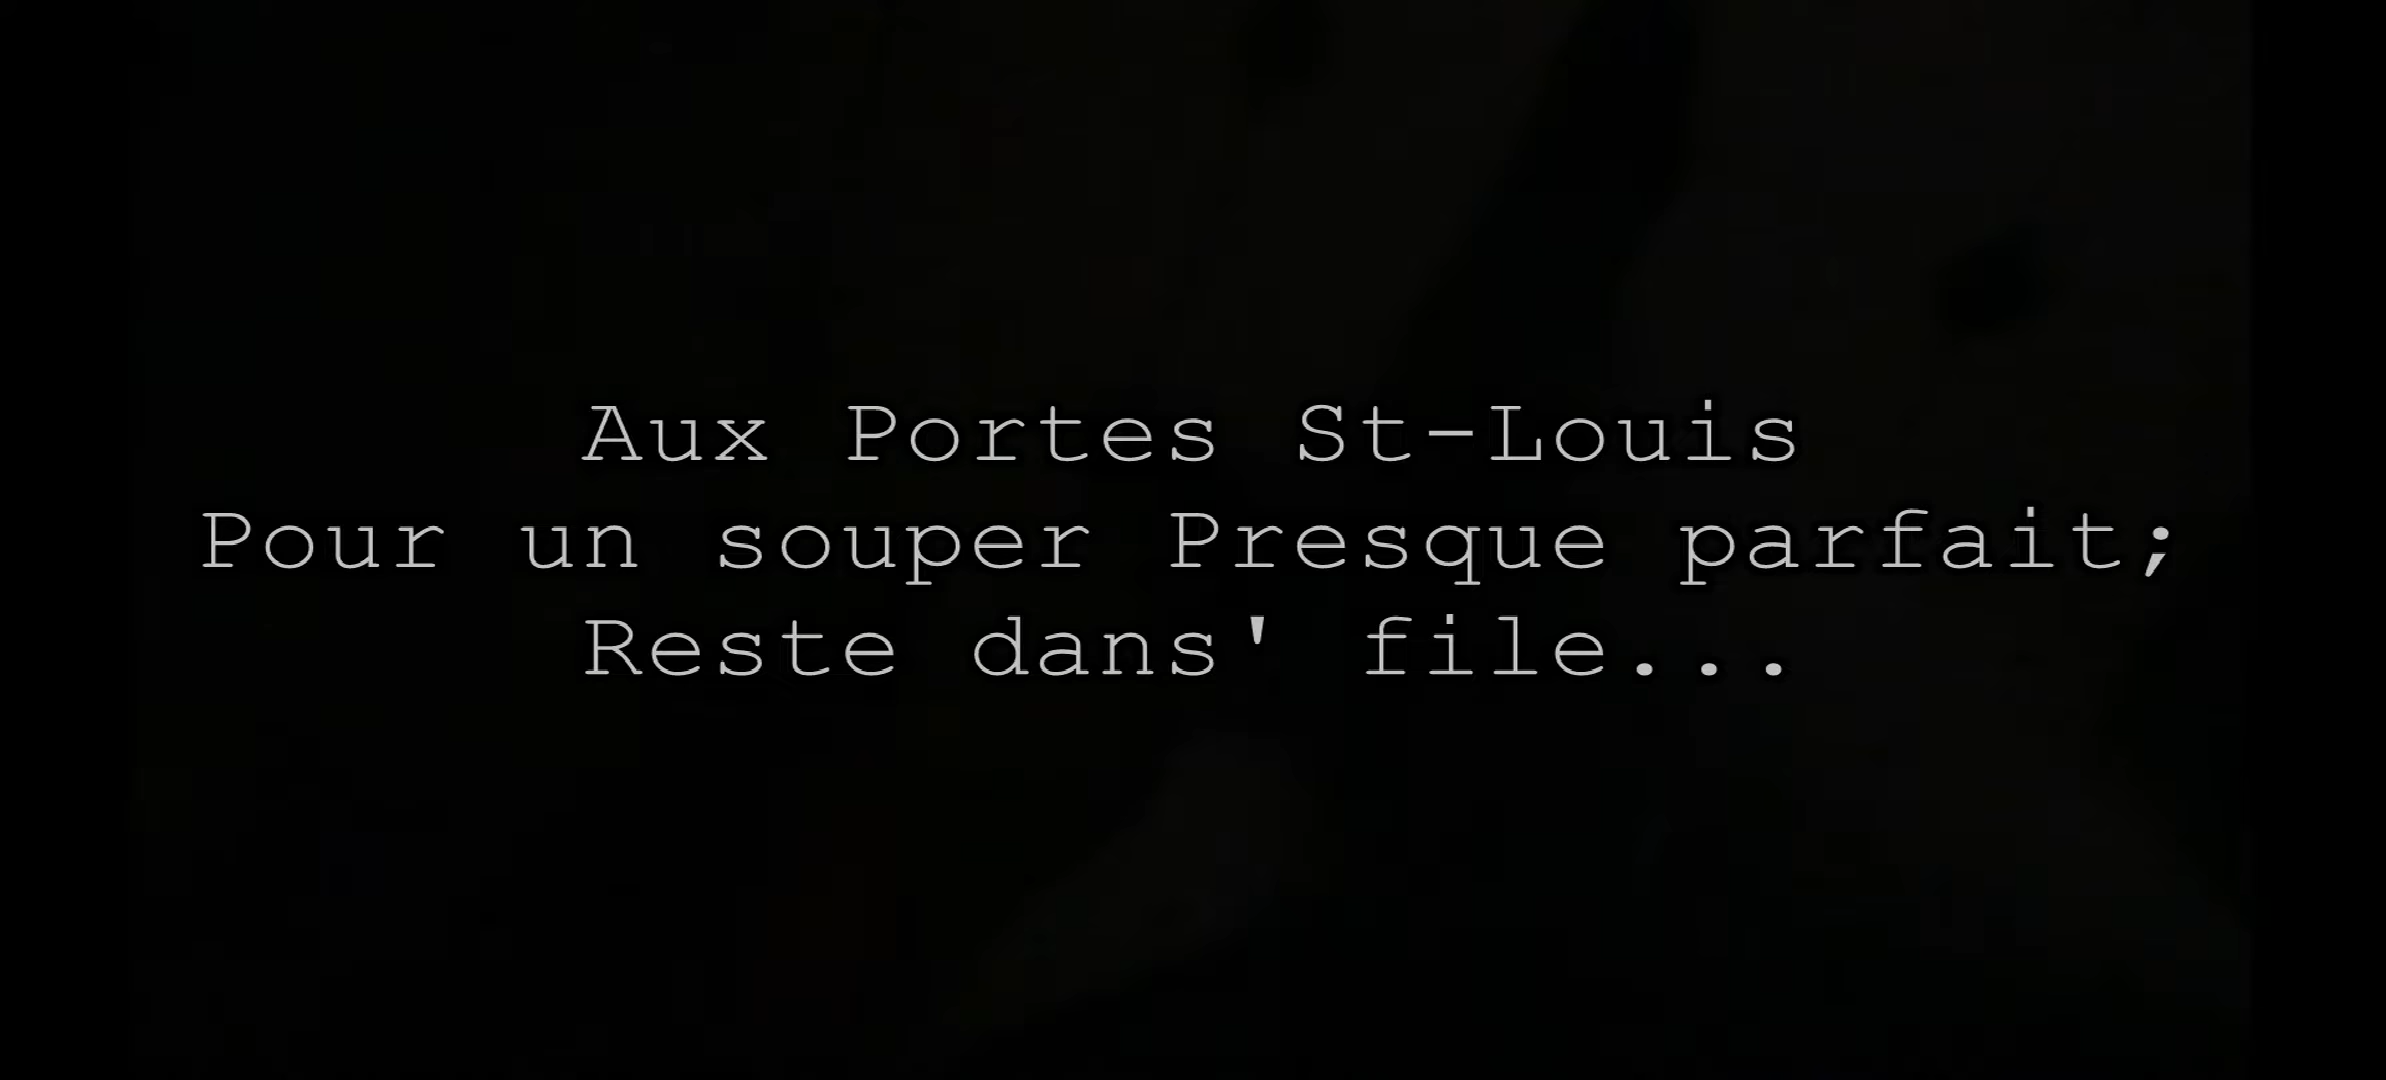 Aux Portes St-Louis
Pour un souper Presque parfait;
Reste dans' file...